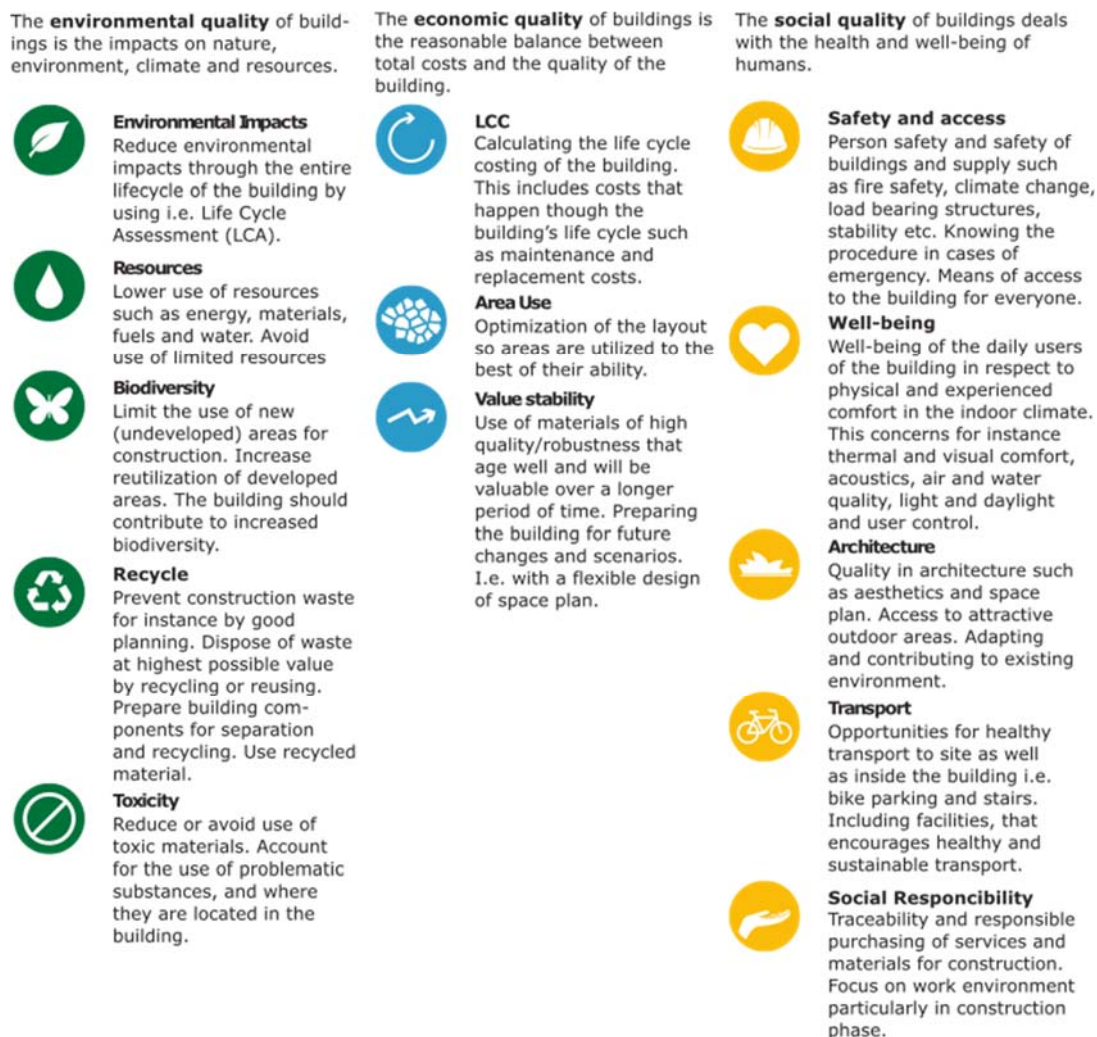 The environmental quality of build-
ings is the impacts on nature,
environment, climate and resources.
Environmental Impacts
Reduce environmental
impacts through the entire
lifecycle of the building by
using i.e. Life Cycle
Assessment (LCA).
Resources
Lower use of resources
such as energy, materials,
fuels and water. Avoid
use of limited resources
Biodiversity
Limit the use of new
(undeveloped) areas for
construction. Increase
reutilization of developed
areas. The building should
contribute to increased
biodiversity.
Recycle
Prevent construction waste
for instance by good
planning. Dispose of waste
at highest possible value
by recycling or reusing.
Prepare building com-
ponents for separation
and recycling. Use recycled
material.
Toxicity
Reduce or avoid use of
toxic materials. Account
for the use of problematic
substances, and where
they are located in the
building.
The economic quality of buildings is
the reasonable balance between
total costs and the quality of the
building.
LCC
Calculating the life cycle
costing of the building.
This includes costs that
happen though the
building's life cycle such
as maintenance and
replacement costs.
Area Use
Optimization of the layout
so areas are utilized to the
best of their ability.
Value stability
Use of materials of high
quality/robustness that
age well and will be
valuable over a longer
period of time. Preparing
the building for future
changes and scenarios.
I.e. with a flexible design
of space plan.
The social quality of buildings deals
with the health and well-being of
humans.
Safety and access
Person safety and safety of
buildings and supply such
as fire safety, climate change,
load bearing structures,
stability etc. Knowing the
procedure in cases of
emergency. Means of access
to the building for everyone.
Well-being
Well-being of the daily users
of the building in respect to
physical and experienced
comfort in the indoor climate.
This concerns for instance
thermal and visual comfort,
acoustics, air and water
quality, light and daylight
and user control.
Architecture
Quality in architecture such
as aesthetics and space
plan. Access to attractive
outdoor areas. Adapting
and contributing to existing
environment.
Transport
Opportunities for healthy
transport to site as well
as inside the building i.e.
bike parking and stairs.
Including facilities, that
encourages healthy and
sustainable transport.
Social Responcibility
Traceability and responsible
purchasing of services and
materials for construction.
Focus on work environment
particularly in construction
phase.